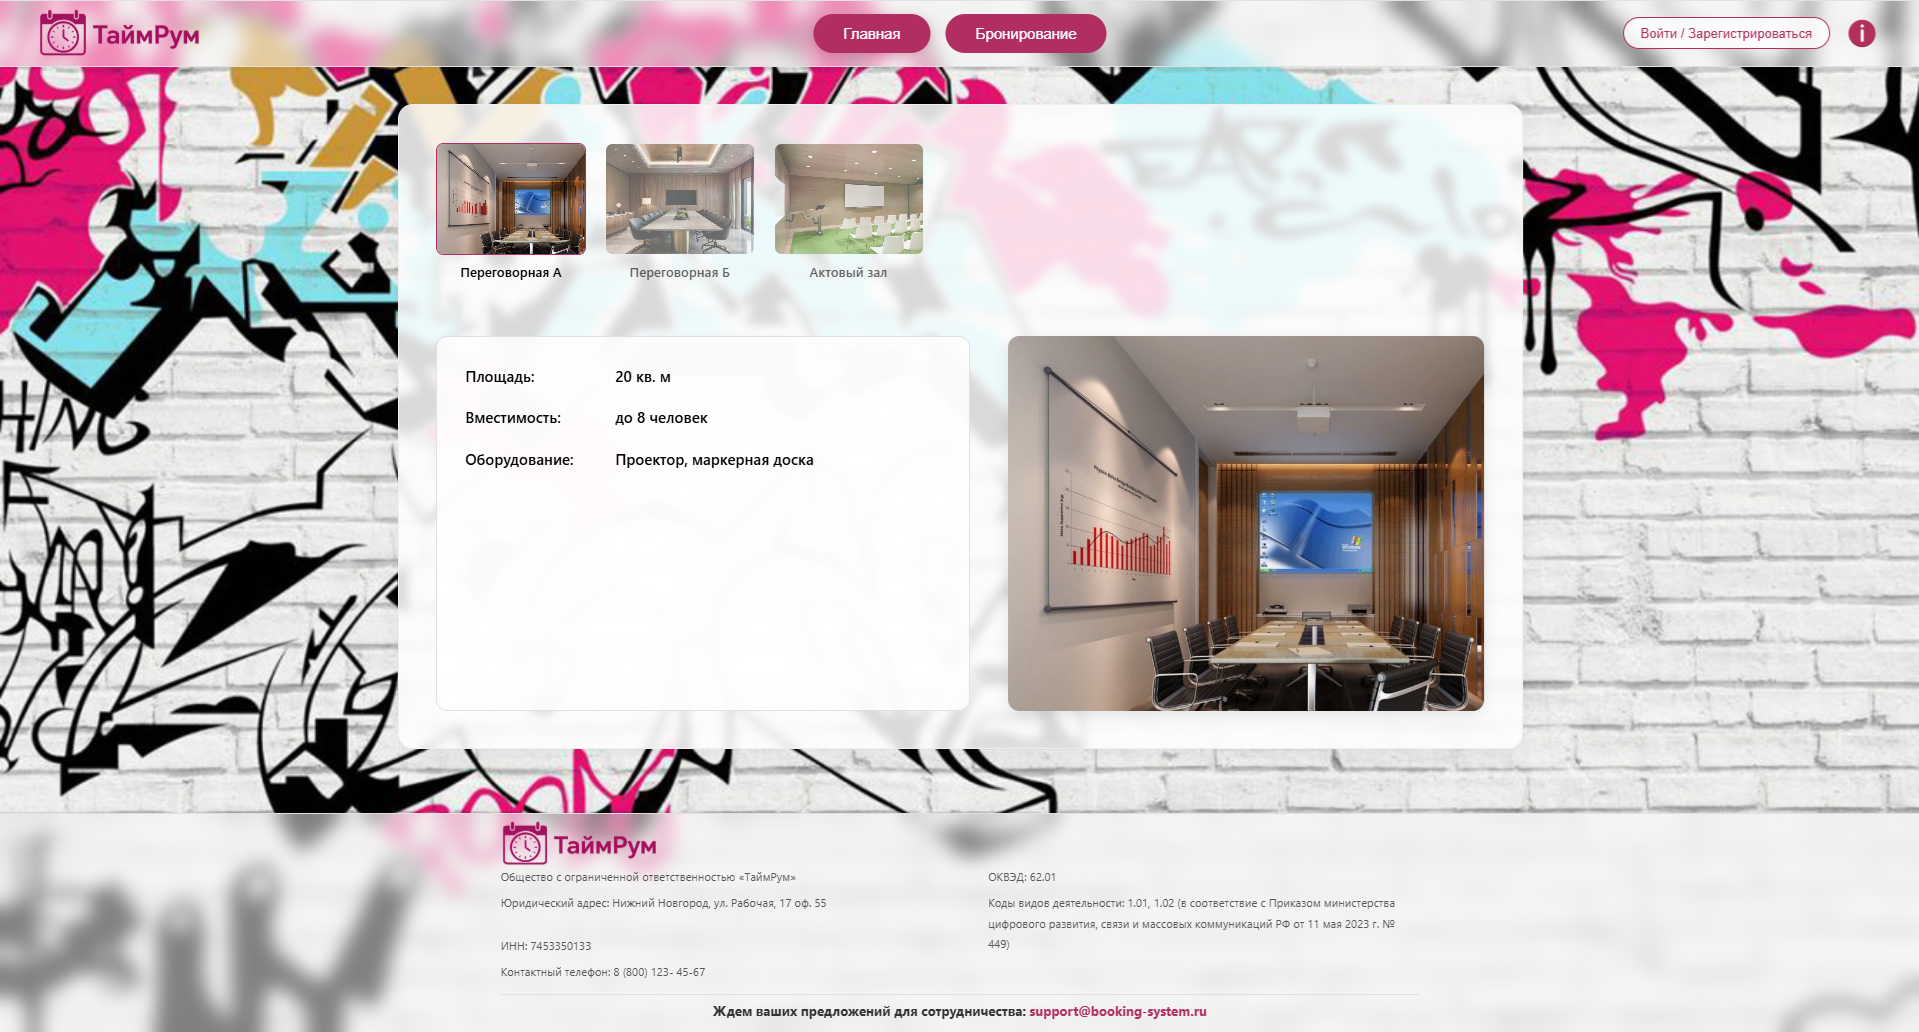 ТаймРум
Главная
Бронирование
Войти / Зарегистрироваться
i
Переговорная А
Переговорная Б
Актовый зал
Площадь: 20 кв. м
Вместимость: до 8 человек
Оборудование: Проектор, маркерная доска
ТаймРум
Общество с ограниченной ответственностью «ТаймРум»
Юридический адрес: Нижний Новгород, ул. Рабочая, 17 оф. 55
ИНН: 7453350133
Контактный телефон: 8 (800) 123- 45-67
ОКВЭД: 62.01
Коды видов деятельности: 1.01, 1.02 (в соответствие с Приказом министерства
цифрового развития, связи и массовых коммуникаций РФ от 11 мая 2023 г. №
449)
Ждем ваших предложений для сотрудничества: support@booking-system.ru